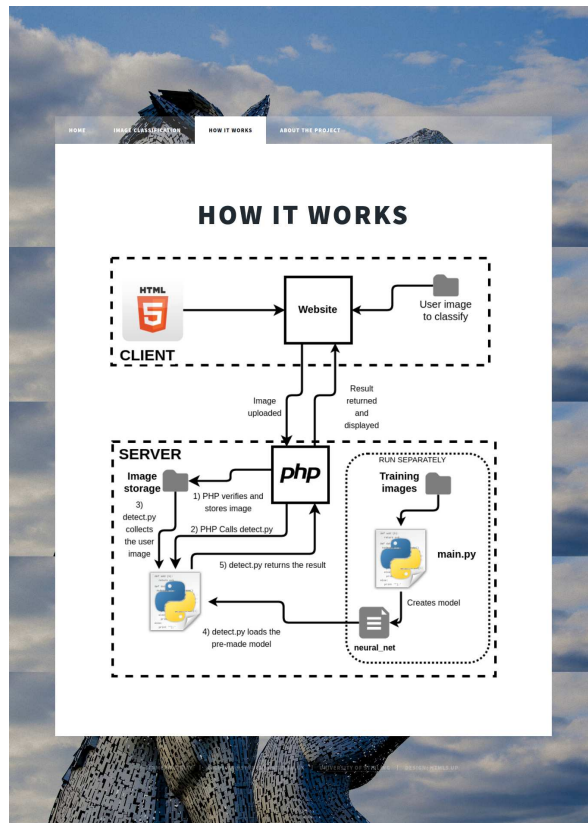 HOME IMAGE CLASSIFICATION HOW IT WORKS ABOUT THE PROJECT
HOW IT WORKS
HTML
5
Website
User image
to classify
CLIENT
Image
uploaded
Result
returned
and
displayed
SERVER
php
RUN SEPARATELY
Image
storage
Training
images
1) PHP verifies and
stores image
3)
detect.py
collects
the user
image
2) PHP Calls detect.py
5) detect.py returns the result
main.py
Creates model
4) detect.py loads the
pre-made model
neural_net